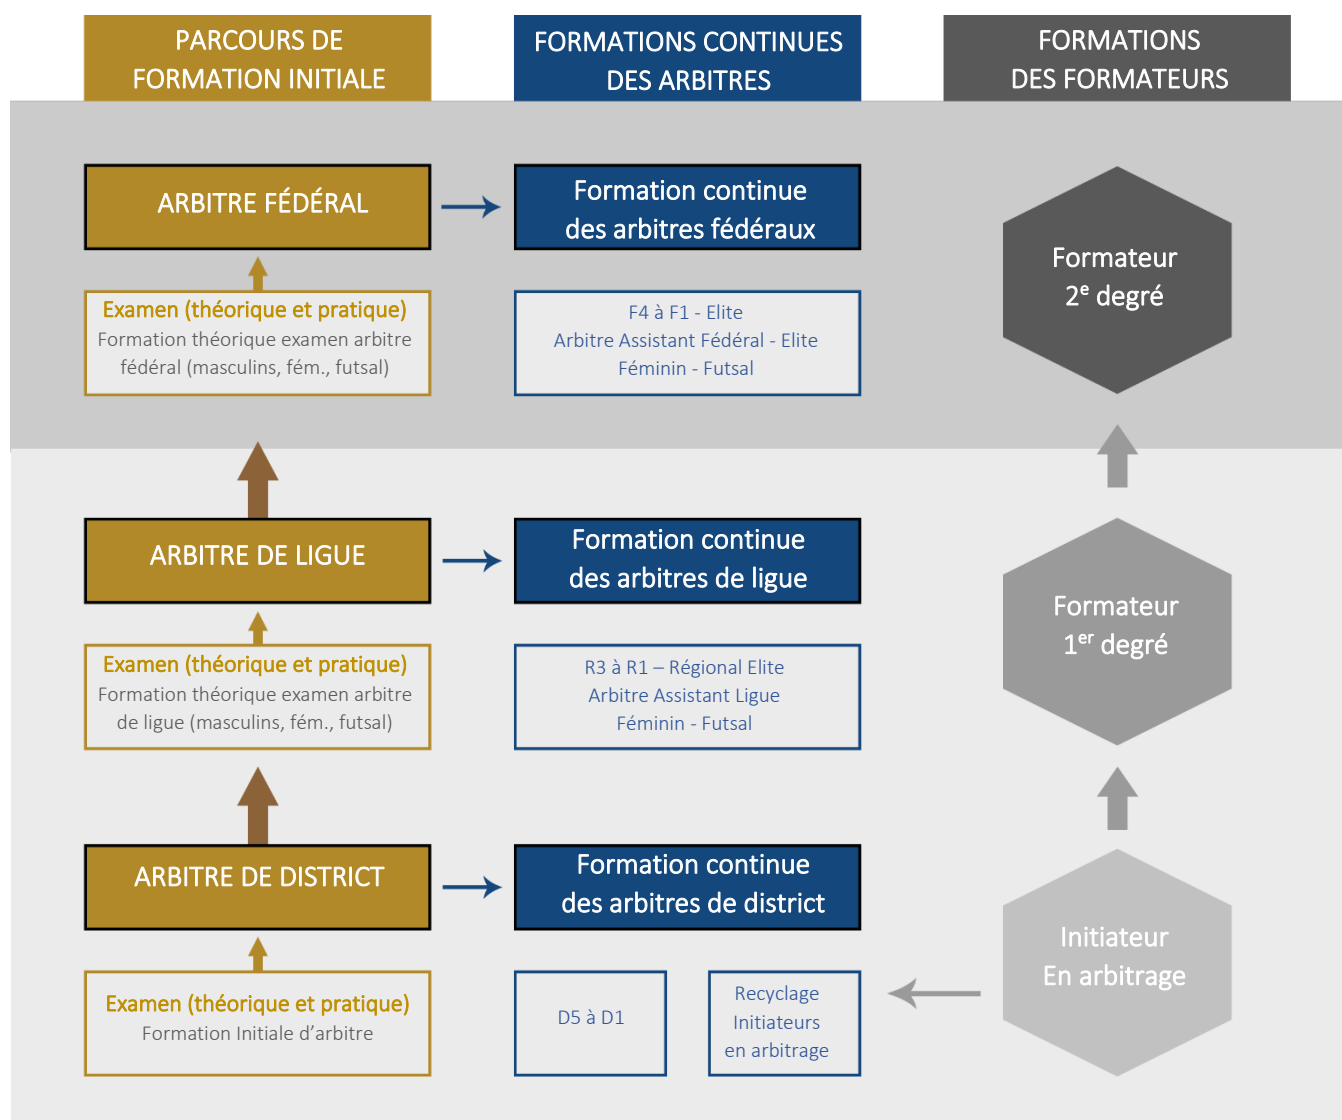 PARCOURS DE
FORMATION INITIALE
FORMATIONS CONTINUES
DES ARBITRES
FORMATIONS
DES FORMATEURS
ARBITRE FÉDÉRAL
Formation continue
des arbitres fédéraux
Formateur
2e degré
Examen (théorique et pratique)
Formation théorique examen arbitre
fédéral (masculins, fém., futsal)
F4 à F1 - Elite
Arbitre Assistant Fédéral - Elite
Féminin - Futsal
ARBITRE DE LIGUE
Formation continue
des arbitres de ligue
Formateur
1er degré
Examen (théorique et pratique)
Formation théorique examen arbitre
de ligue (masculins, fém., futsal)
R3 à R1 – Régional Elite
Arbitre Assistant Ligue
Féminin - Futsal
ARBITRE DE DISTRICT
Formation continue
des arbitres de district
Initiateur
En arbitrage
Examen (théorique et pratique)
Formation Initiale d’arbitre
D5 à D1
Recyclage
Initiateurs
en arbitrage